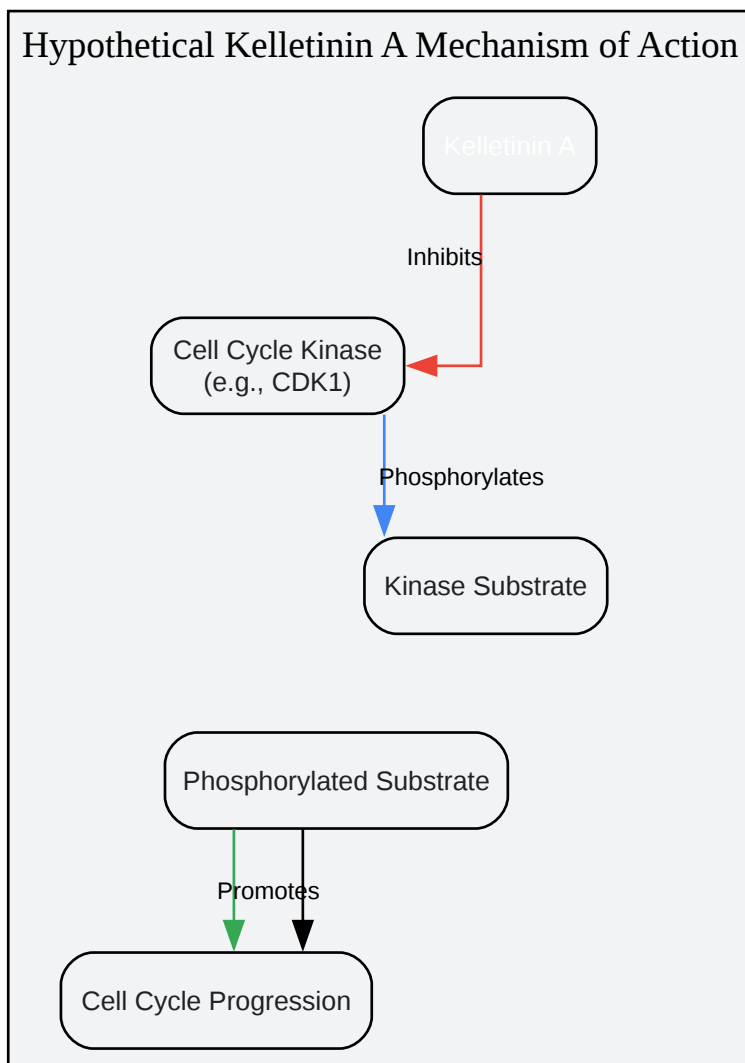 Hypothetical Kelletinin A Mechanism of Action
Kelletinin A
Inhibits
Cell Cycle Kinase
(e.g., CDK1)
Phosphorylates
Kinase Substrate
Phosphorylated Substrate
Promotes
Cell Cycle Progression